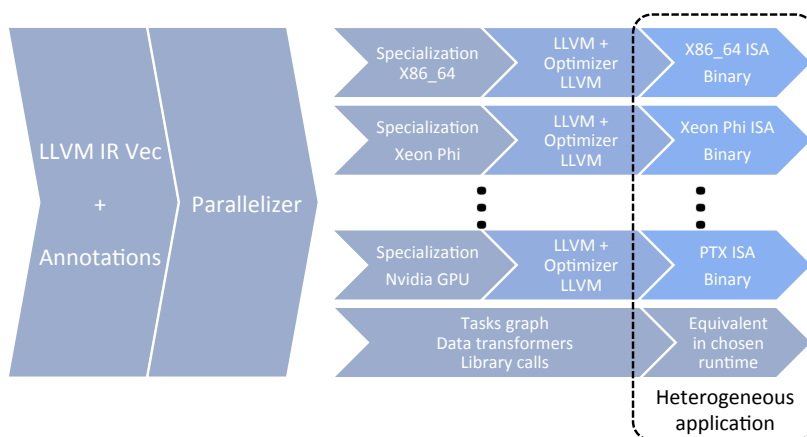 LLVM IR Vec
+
Annotations
Parallelizer
Specialization
X86_64
LLVM +
Optimizer
LLVM
X86_64 ISA
Binary
Specialization
Xeon Phi
LLVM +
Optimizer
LLVM
Xeon Phi ISA
Binary
Specialization
Nvidia GPU
LLVM +
Optimizer
LLVM
PTX ISA
Binary
Tasks graph
Data transformers
Library calls
Equivalent
in chosen
runtime
Heterogeneous
application